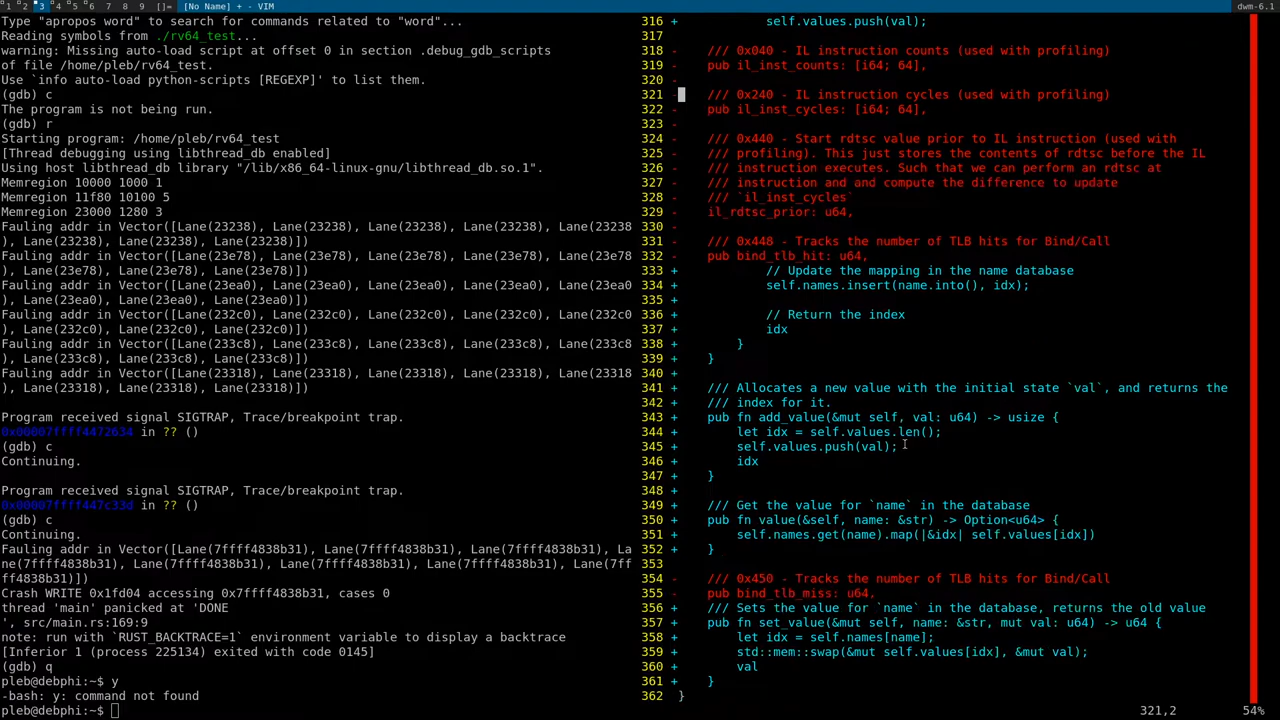 1 2 3 4 5 6 7 8 9 []= [No Name] + - VIM dwm-6.1
Type "apropos word" to search for commands related to "word"...
Reading symbols from ./rv64_test...
warning: Missing auto-load script at offset 0 in section .debug_gdb_scripts
of file /home/pleb/rv64_test.
Use `info auto-load python-scripts [REGEXP]' to list them.
(gdb) c
The program is not being run.
(gdb) r
Starting program: /home/pleb/rv64_test
[Thread debugging using libthread_db enabled]
Using host libthread_db library "/lib/x86_64-linux-gnu/libthread_db.so.1".
Memregion 10000 1000 1
Memregion 11f80 10100 5
Memregion 23000 1280 3
Fauling addr in Vector([Lane(23238), Lane(23238), Lane(23238), Lane(23238
), Lane(23238), Lane(23238), Lane(23238), Lane(23238)])
Fauling addr in Vector([Lane(23e78), Lane(23e78), Lane(23e78), Lane(23e78
), Lane(23e78), Lane(23e78), Lane(23e78), Lane(23e78)])
Fauling addr in Vector([Lane(23ea0), Lane(23ea0), Lane(23ea0), Lane(23ea0
), Lane(23ea0), Lane(23ea0), Lane(23ea0), Lane(23ea0)])
Fauling addr in Vector([Lane(232c0), Lane(232c0), Lane(232c0), Lane(232c0
), Lane(232c0), Lane(232c0), Lane(232c0), Lane(232c0)])
Fauling addr in Vector([Lane(233c8), Lane(233c8), Lane(233c8), Lane(233c8
), Lane(233c8), Lane(233c8), Lane(233c8), Lane(233c8)])
Fauling addr in Vector([Lane(23318), Lane(23318), Lane(23318), Lane(23318
), Lane(23318), Lane(23318), Lane(23318), Lane(23318)])
Program received signal SIGTRAP, Trace/breakpoint trap.
0x00007ffff4472634 in ?? ()
(gdb) c
Continuing.
Program received signal SIGTRAP, Trace/breakpoint trap.
0x00007ffff447c33d in ?? ()
(gdb) c
Continuing.
Fauling addr in Vector([Lane(7ffff4838b31), Lane(7ffff4838b31), La
ne(7ffff4838b31), Lane(7ffff4838b31), Lane(7ffff4838b31), Lane(7ff
ff4838b31)])
Crash WRITE 0x1fd04 accessing 0x7ffff4838b31, cases 0
thread 'main' panicked at 'DONE
', src/main.rs:169:9
note: run with `RUST_BACKTRACE=1` environment variable to display a backtrace
[Inferior 1 (process 225134) exited with code 0145]
(gdb) q
pleb@debphi:~$ y
-bash: y: command not found
pleb@debphi:~$
316 + self.values.push(val);
317
318 - /// 0x040 - IL instruction counts (used with profiling)
319 - pub il_inst_counts: [i64; 64],
320 -
321 - /// 0x240 - IL instruction cycles (used with profiling)
322 - pub il_inst_cycles: [i64; 64],
323 -
324 - /// 0x440 - Start rdtsc value prior to IL instruction (used with
325 - /// profiling). This just stores the contents of rdtsc before the IL
326 - /// instruction executes. Such that we can perform an rdtsc at
327 - /// instruction and and compute the difference to update
328 - /// `il_inst_cycles`
329 - il_rdtsc_prior: u64,
330 -
331 - /// 0x448 - Tracks the number of TLB hits for Bind/Call
332 - pub bind_tlb_hit: u64,
333 + // Update the mapping in the name database
334 + self.names.insert(name.into(), idx);
335 +
336 + // Return the index
337 + idx
338 + }
339 + }
340 +
341 + /// Allocates a new value with the initial state `val`, and returns the
342 + /// index for it.
343 + pub fn add_value(&mut self, val: u64) -> usize {
344 + let idx = self.values.len();
345 + self.values.push(val);
346 + idx
347 + }
348 +
349 + /// Get the value for `name` in the database
350 + pub fn value(&self, name: &str) -> Option<u64> {
351 + self.names.get(name).map(|&idx| self.values[idx])
352 + }
353
354 - /// 0x450 - Tracks the number of TLB hits for Bind/Call
355 - pub bind_tlb_miss: u64,
356 + /// Sets the value for `name` in the database, returns the old value
357 + pub fn set_value(&mut self, name: &str, mut val: u64) -> u64 {
358 + let idx = self.names[name];
359 + std::mem::swap(&mut self.values[idx], &mut val);
360 + val
361 + }
362 }
321,2 54%